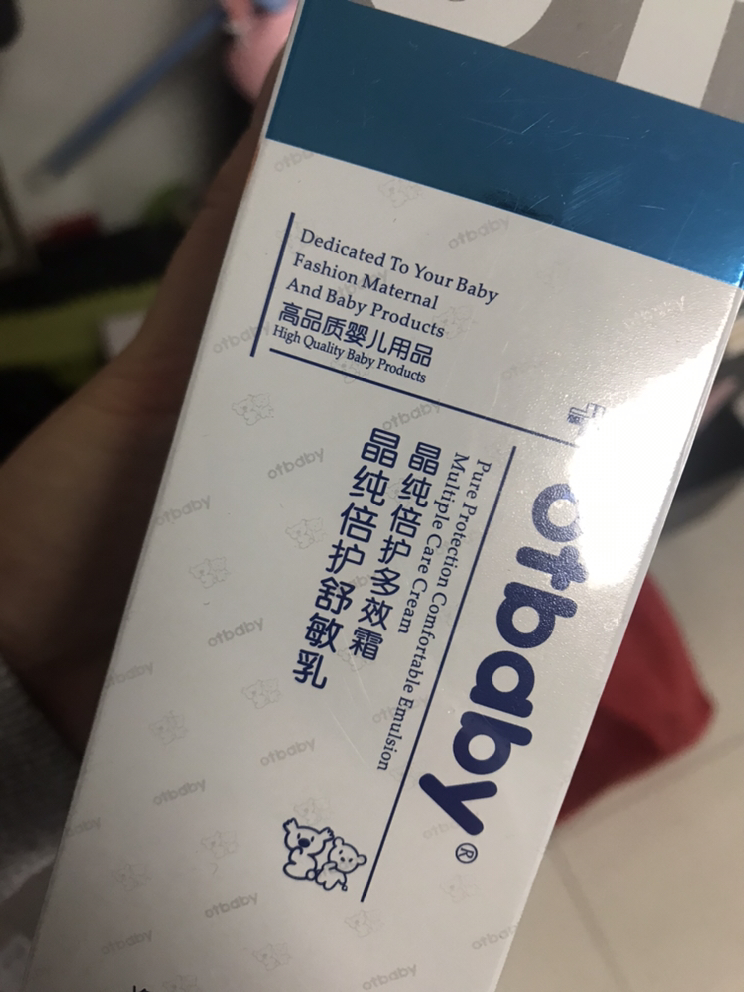 Dedicated To Your Baby
Fashion Maternal
And Baby Products
高品质婴儿用品
High Quality Baby Products
otbaby®
Pure Protection Comfortable Emulsion
Multiple Care Cream
晶纯倍护多效霜
晶纯倍护舒敏乳